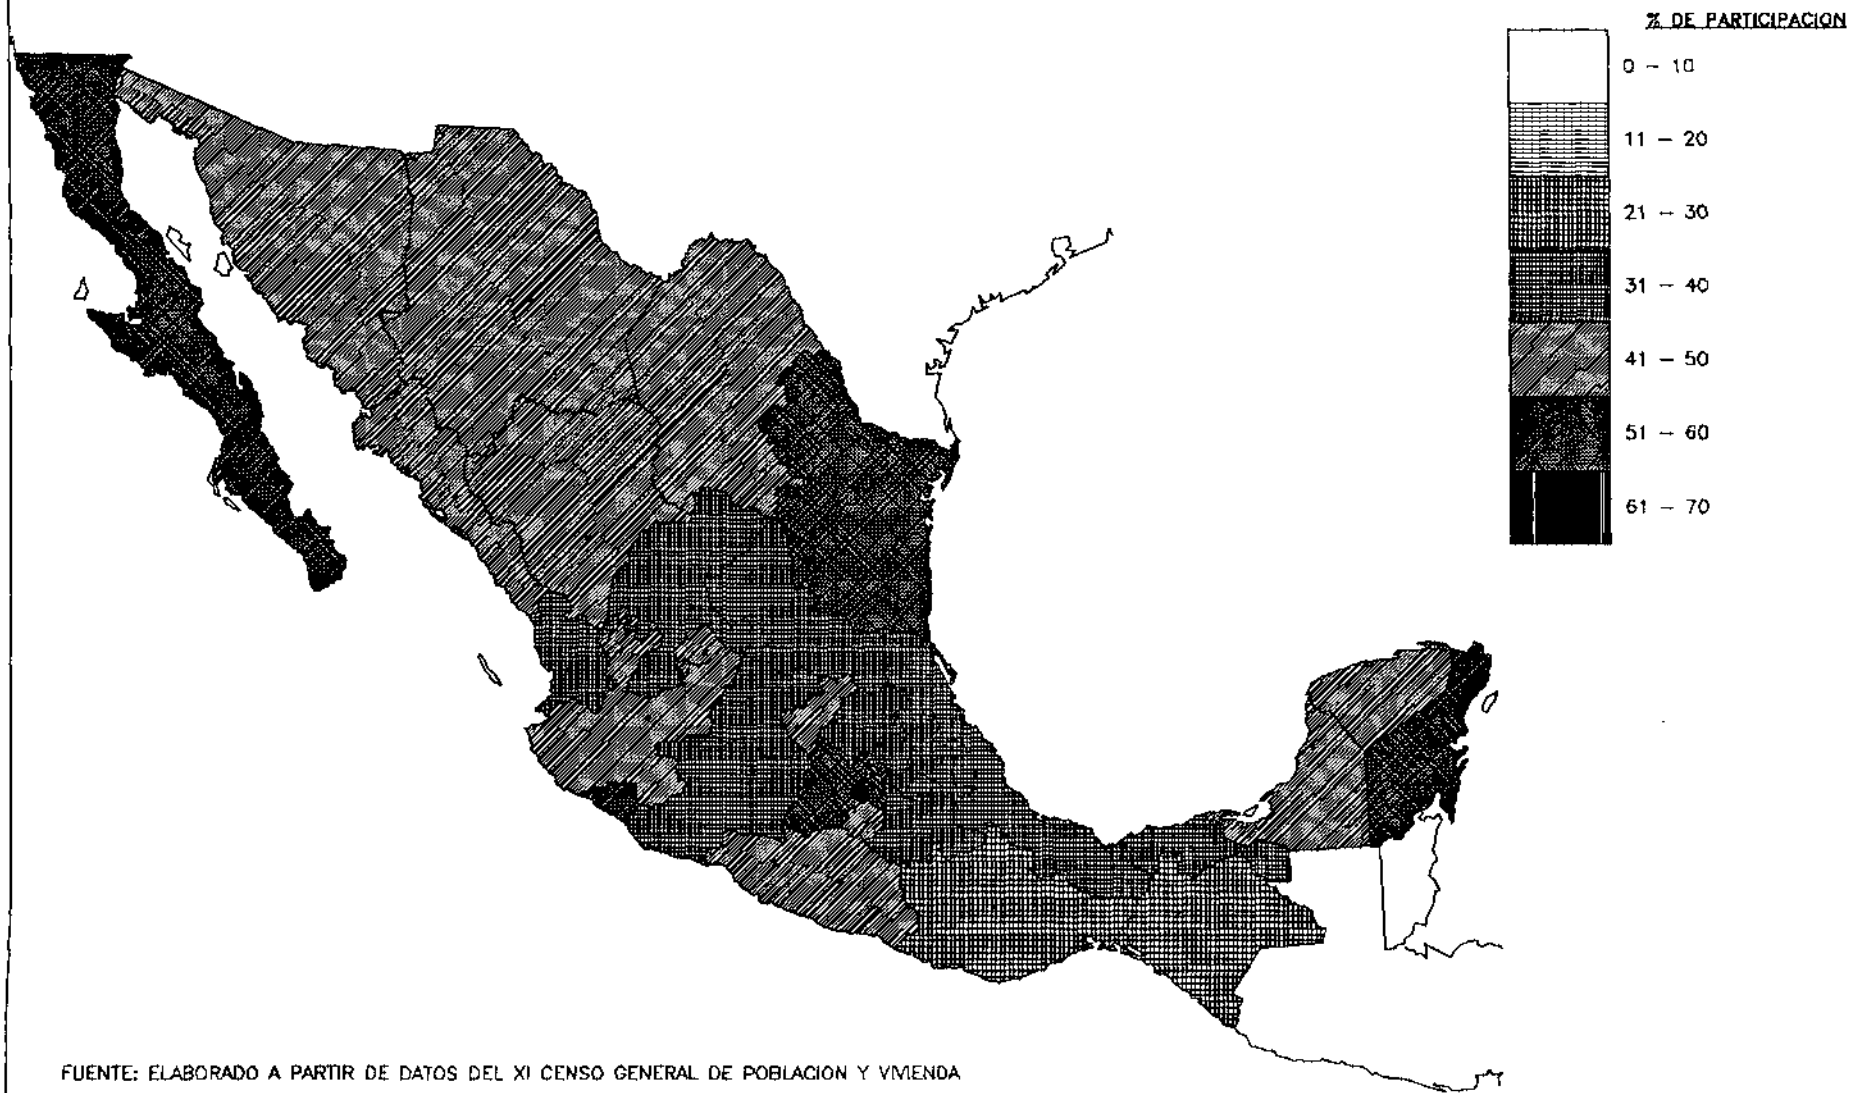 % DE PARTICIPACION
0 - 10
11 - 20
21 - 30
31 - 40
41 - 50
51 - 60
61 - 70
FUENTE: ELABORADO A PARTIR DE DATOS DEL XI CENSO GENERAL DE POBLACION Y VIVIENDA